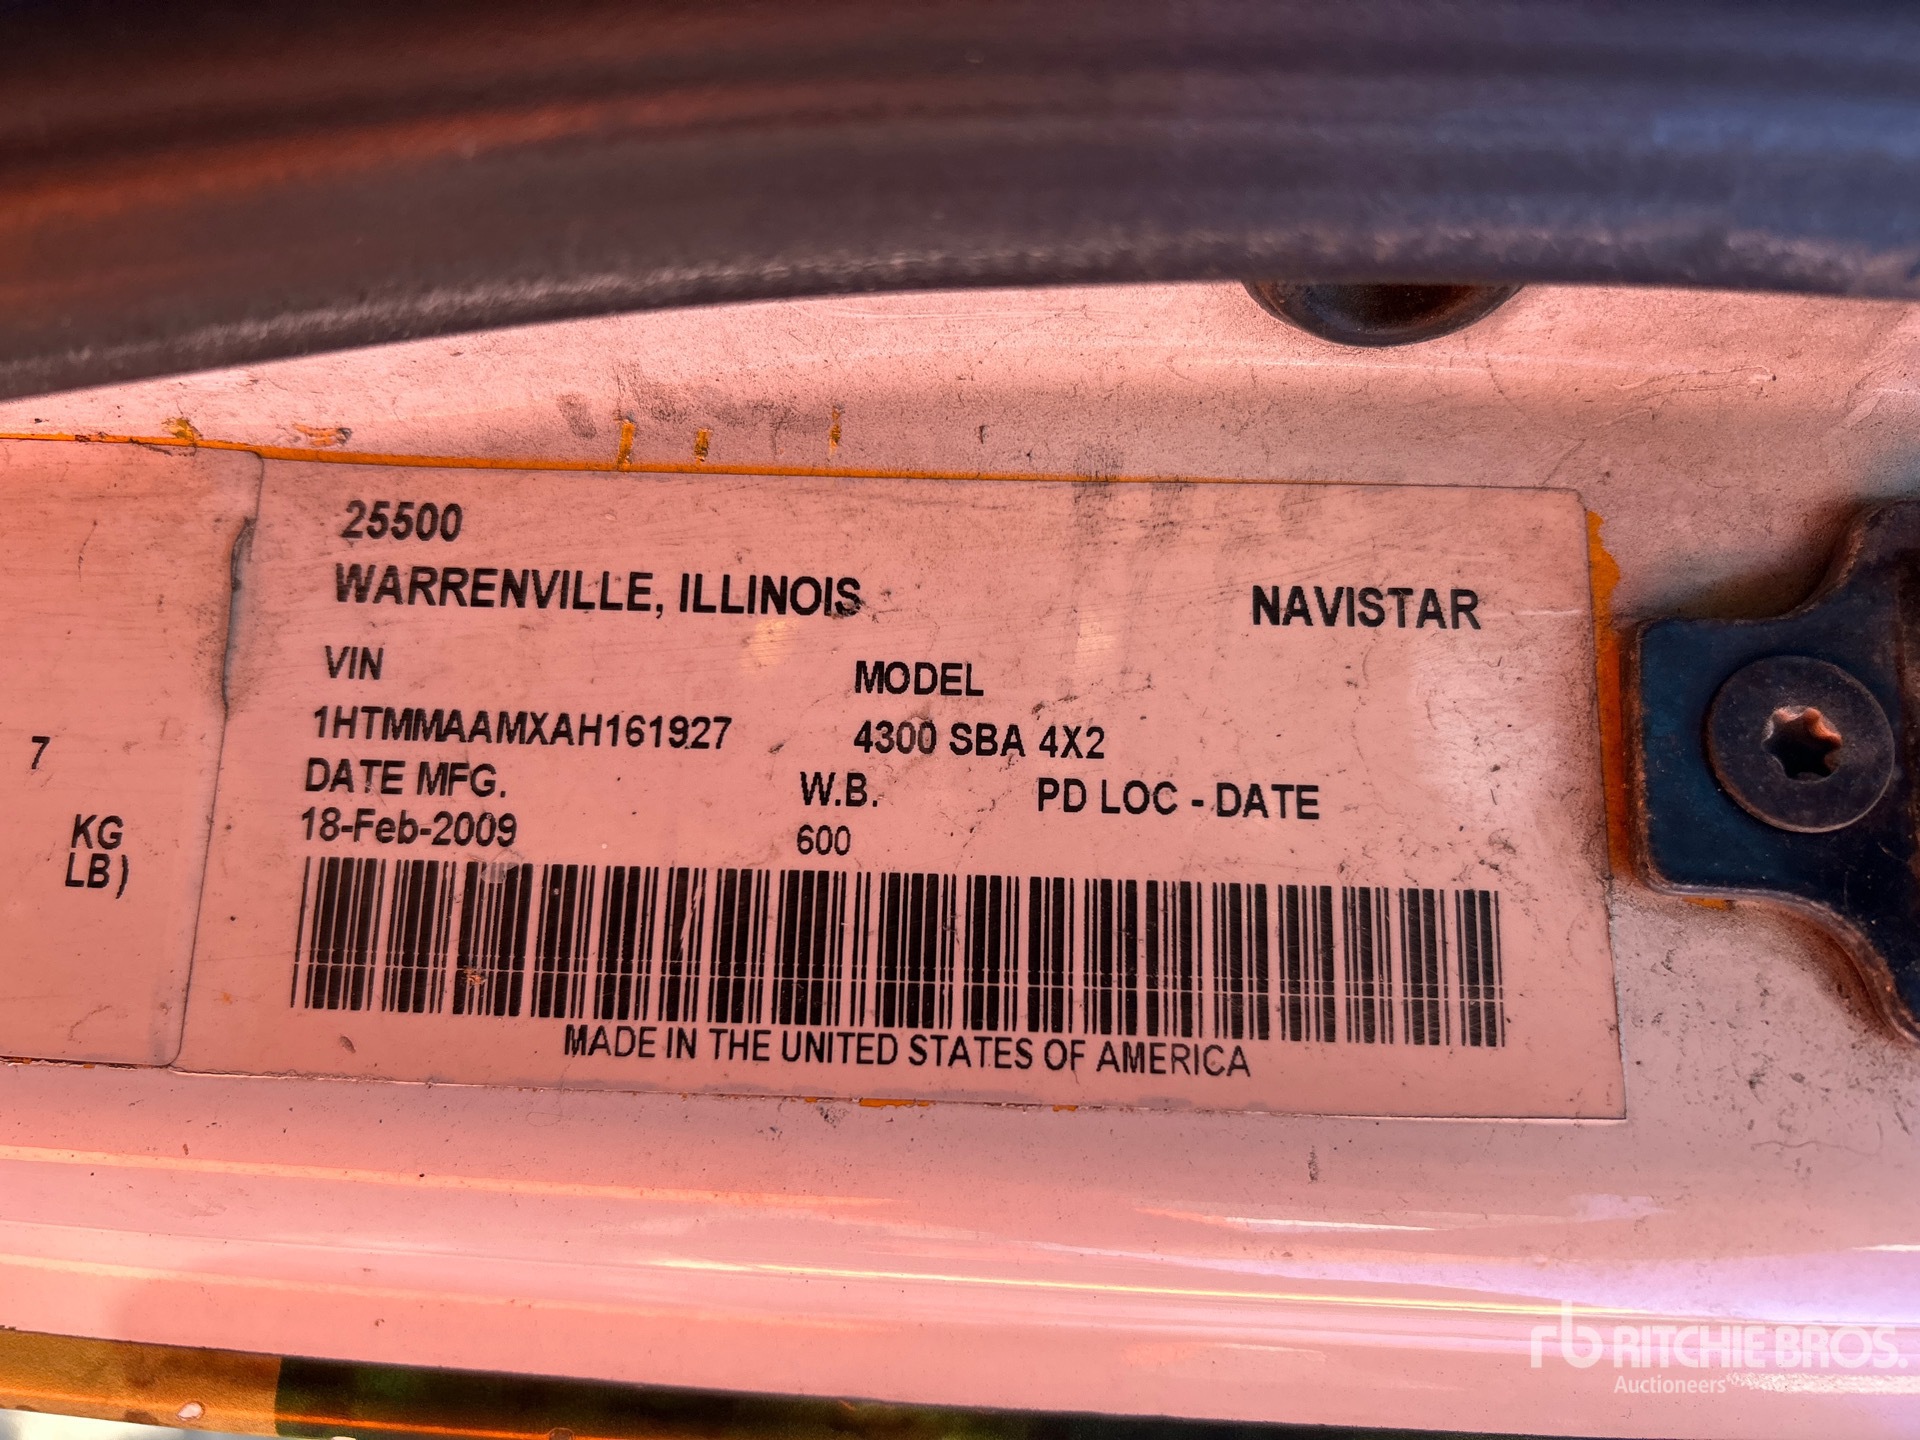 25500
WARRENVILLE, ILLINOIS
NAVISTAR
VIN
MODEL
1HTMMAAMXAH161927
4300 SBA 4X2
7
DATE MFG.
W.B.
PD LOC - DATE
18-Feb-2009
600
KG
LB)
MADE IN THE UNITED STATES OF AMERICA
rb RITCHIE BROS.
Auctioneers